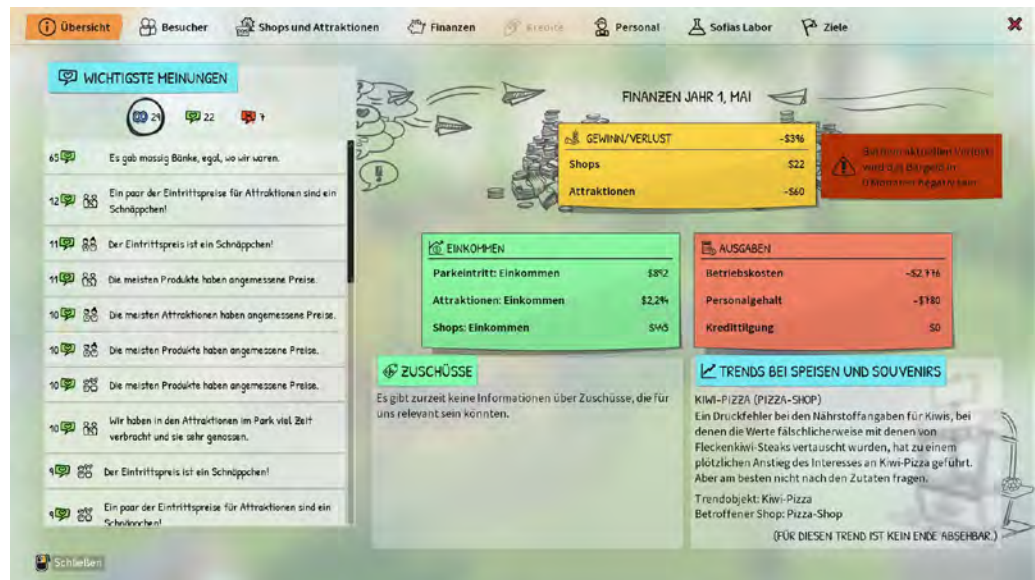 Übersicht
Besucher
Shops und Attraktionen
Finanzen
Kredite
Personal
Sofias Labor
Ziele
WICHTIGSTE MEINUNGEN
29
22
7
65
Es gab massig Bänke, egal, wo wir waren.
12
Ein paar der Eintrittspreise für Attraktionen sind ein
Schnäppchen!
11
Der Eintrittspreis ist ein Schnäppchen!
11
Die meisten Produkte haben angemessene Preise.
10
Die meisten Attraktionen haben angemessene Preise.
10
Die meisten Produkte haben angemessene Preise.
10
Die meisten Produkte haben angemessene Preise.
10
Wir haben in den Attraktionen im Park viel Zeit
verbracht und sie sehr genossen.
9
Der Eintrittspreis ist ein Schnäppchen!
9
Ein paar der Eintrittspreise für Attraktionen sind ein
Schnäppchen!
Schließen
FINANZEN JAHR 1, MAI
GEWINN/VERLUST
-$396
Shops
$22
Attraktionen
-$60
EINKOMMEN
Parkeintritt: Einkommen
$892
Attraktionen: Einkommen
Shops: Einkommen
AUSGABEN
Betriebskosten
Personalgehalt
-$780
Kredittilgung
$0
ZUSCHÜSSE
Es gibt zurzeit keine Informationen über Zuschüsse, die für
uns relevant sein könnten.
TRENDS BEI SPEISEN UND SOUVENIRS
KIWI-PIZZA (PIZZA-SHOP)
Ein Druckfehler bei den Nährstoffangaben für Kiwis, bei
denen die Werte fälschlicherweise mit denen von
Fleckenkiwi-Steaks vertauscht wurden, hat zu einem
plötzlichen Anstieg des Interesses an Kiwi-Pizza geführt.
Aber am besten nicht nach den Zutaten fragen.
Trendobjekt: Kiwi-Pizza
Betroffener Shop: Pizza-Shop
(FÜR DIESEN TREND IST KEIN ENDE ABSEHBAR.)